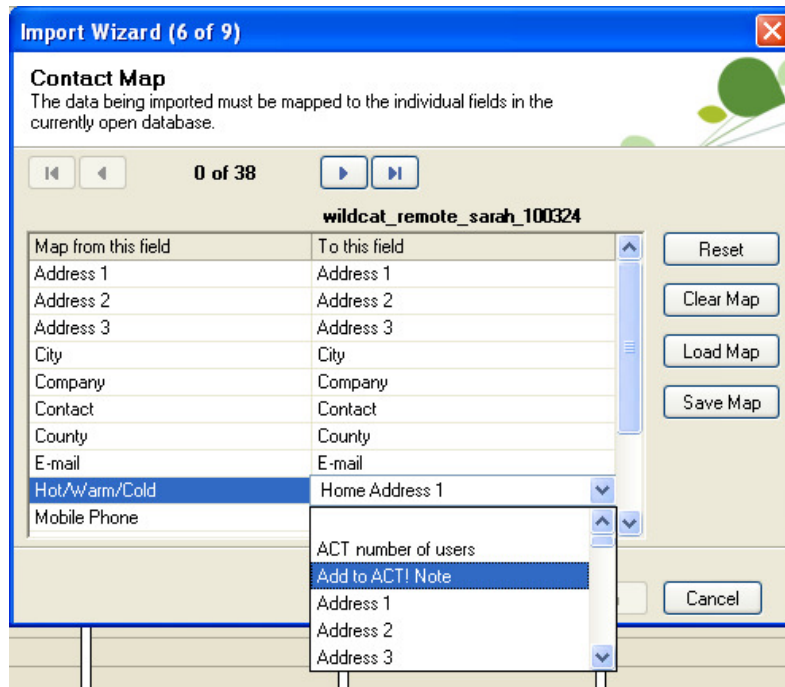 Import Wizard (6 of 9)
Contact Map
The data being imported must be mapped to the individual fields in the
currently open database.
0 of 38
wildcat_remote_sarah_100324
Map from this field To this field
Address 1 Address 1
Address 2 Address 2
Address 3 Address 3
City City
Company Company
Contact Contact
County County
E-mail E-mail
Hot/Warm/Cold Home Address 1
Mobile Phone
ACT number of users
Add to ACT! Note
Address 1
Address 2
Address 3
Reset
Clear Map
Load Map
Save Map
Cancel